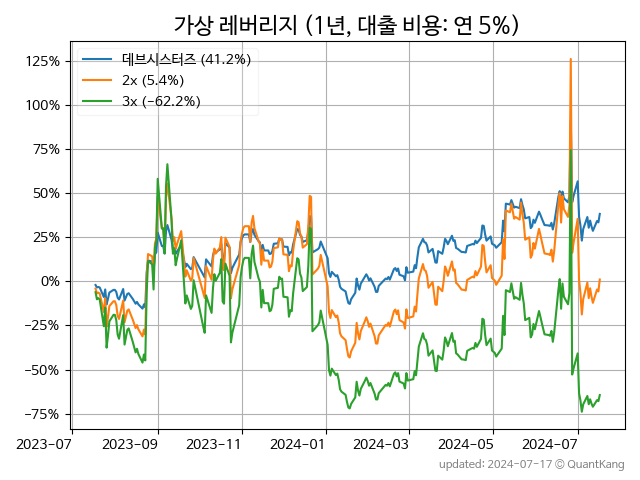 가상 레버리지 (1년, 대출 비용: 연 5%)
데브시스터즈 (41.2%)
2x (5.4%)
3x (−62.2%)
125%
100%
75%
50%
25%
0%
−25%
−50%
−75%
2023-07 2023-09 2023-11 2024-01 2024-03 2024-05 2024-07
updated: 2024-07-17 © QuantKang